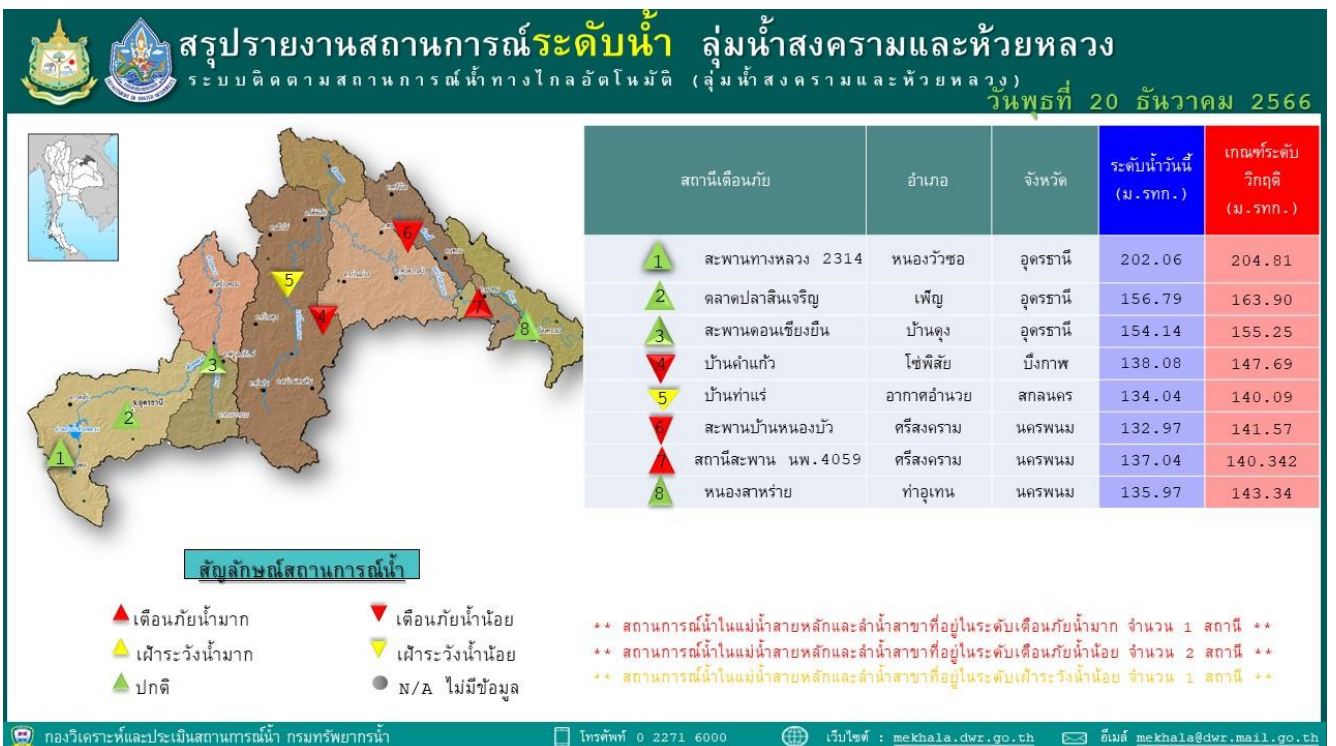 สรุปรายงานสถานการณ์ระดับน้ำ ลุ่มน้ำสงครามและห้วยหลวง
ระบบติดตามสถานการณ์น้ำทางไกลอัตโนมัติ (ลุ่มน้ำสงครามและห้วยหลวง)
วันพุธที่ 20 ธันวาคม 2566
สถานีเตือนภัย อำเภอ จังหวัด ระดับน้ำวันนี้ (ม.รทก.) เกณฑ์ระดับวิกฤติ (ม.รทก.)
1 สะพานทางหลวง 2314 หนองวัวซอ อุดรธานี 202.06 204.81
2 ตลาดปลาสินเจริญ เพ็ญ อุดรธานี 156.79 163.90
3 สะพานดอนเชียงยืน บ้านดุง อุดรธานี 154.14 155.25
4 บ้านคำแก้ว โซ่พิสัย บึงกาฬ 138.08 147.69
5 บ้านท่าแร่ อากาศอำนวย สกลนคร 134.04 140.09
6 สะพานบ้านหนองบัว ศรีสงคราม นครพนม 132.97 141.57
7 สถานีสะพาน นพ.4059 ศรีสงคราม นครพนม 137.04 140.342
8 หนองสาหร่าย ท่าอุเทน นครพนม 135.97 143.34
6
5
4
7
8
3
2
จ.อุดรธานี
1
สัญลักษณ์สถานการณ์น้ำ
เตือนภัยน้ำมาก เตือนภัยน้ำน้อย
เฝ้าระวังน้ำมาก เฝ้าระวังน้ำน้อย
ปกติ N/A ไม่มีข้อมูล
** สถานการณ์น้ำในแม่น้ำสายหลักและลำน้ำสาขาที่อยู่ในระดับเตือนภัยน้ำมาก จำนวน 1 สถานี **
** สถานการณ์น้ำในแม่น้ำสายหลักและลำน้ำสาขาที่อยู่ในระดับเตือนภัยน้ำน้อย จำนวน 2 สถานี **
** สถานการณ์น้ำในแม่น้ำสายหลักและลำน้ำสาขาที่อยู่ในระดับเฝ้าระวังน้ำน้อย จำนวน 1 สถานี **
กองวิเคราะห์และประเมินสถานการณ์น้ำ กรมทรัพยากรน้ำ โทรศัพท์ 0 2271 6000 เว็บไซต์ : mekhala.dwr.go.th อีเมล์ mekhala@dwr.mail.go.th